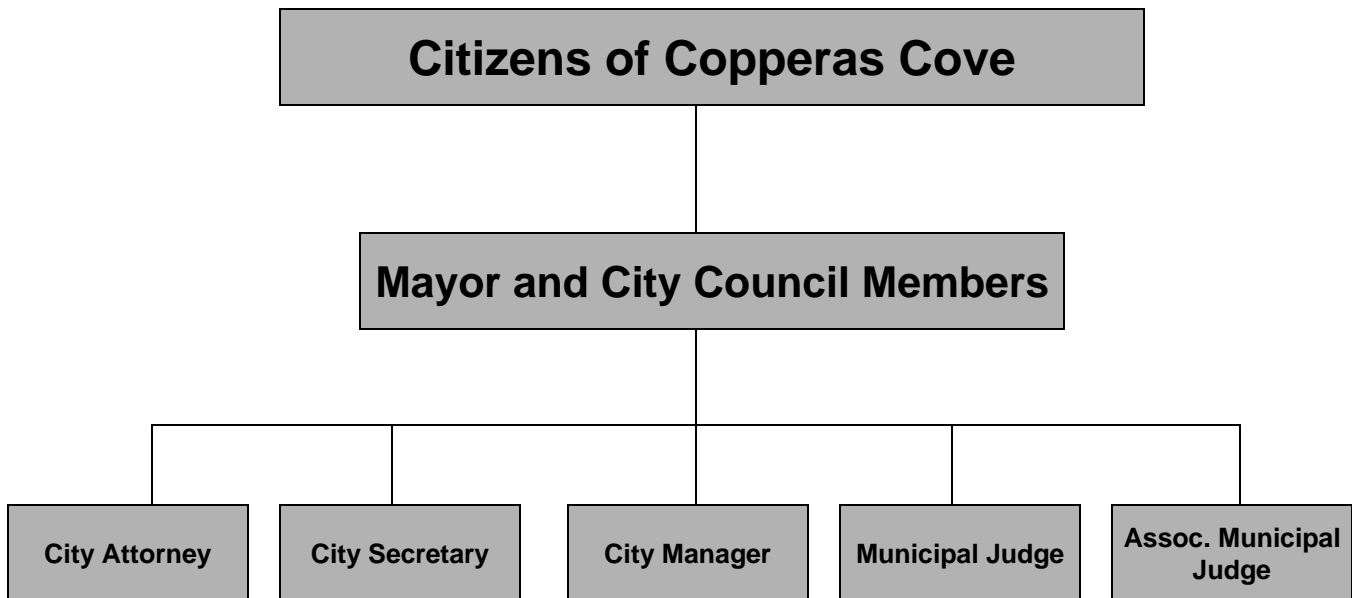 Citizens of Copperas Cove
Mayor and City Council Members
City Attorney
City Secretary
City Manager
Municipal Judge
Assoc. Municipal
Judge